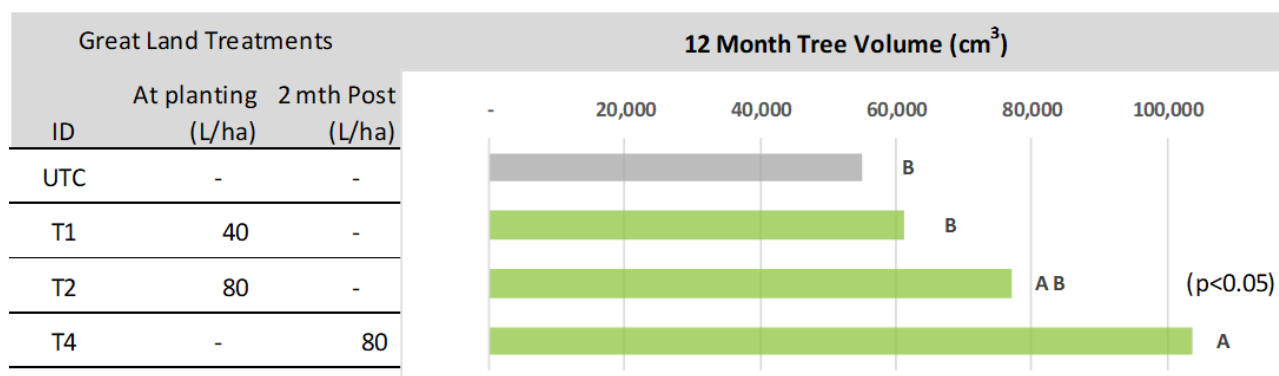 Great Land Treatments 12 Month Tree Volume (cm³)
At planting 2 mth Post - 20,000 40,000 60,000 80,000 100,000
ID (L/ha) (L/ha)
UTC - - B
T1 40 - B
T2 80 - A B (p<0.05)
T4 - 80 A